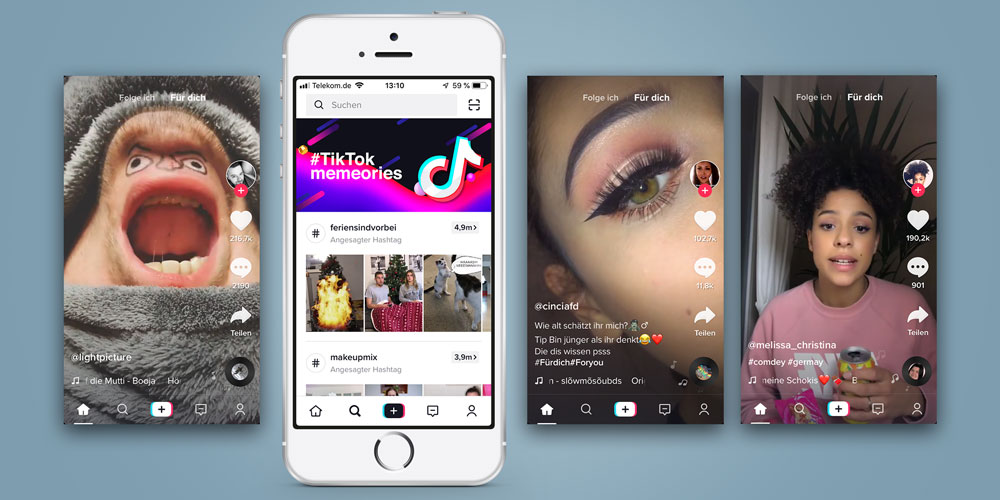 Folge ich Für dich
216,7k
2190
Teilen
@lightpicture
f die Mutti - Booja Ho
Telekom.de 13:10 59 %
Suchen
#TikTok
memeories
# feriensindvorbei 4,9m >
Angesagter Hashtag
# makeupmix 3,9m >
Angesagter Hashtag
Folge ich Für dich
102,7k
11,8k
Teilen
@cinciafd
Wie alt schätzt ihr mich?
Tip Bin jünger als ihr denkt
Die dis wissen psss
#Fürdich#Foryou
n - slōwmōsōubds Ori
Folge ich Für dich
190,2k
901
Teilen
@melissa_christina
#comdey #germay
neine Schokis B